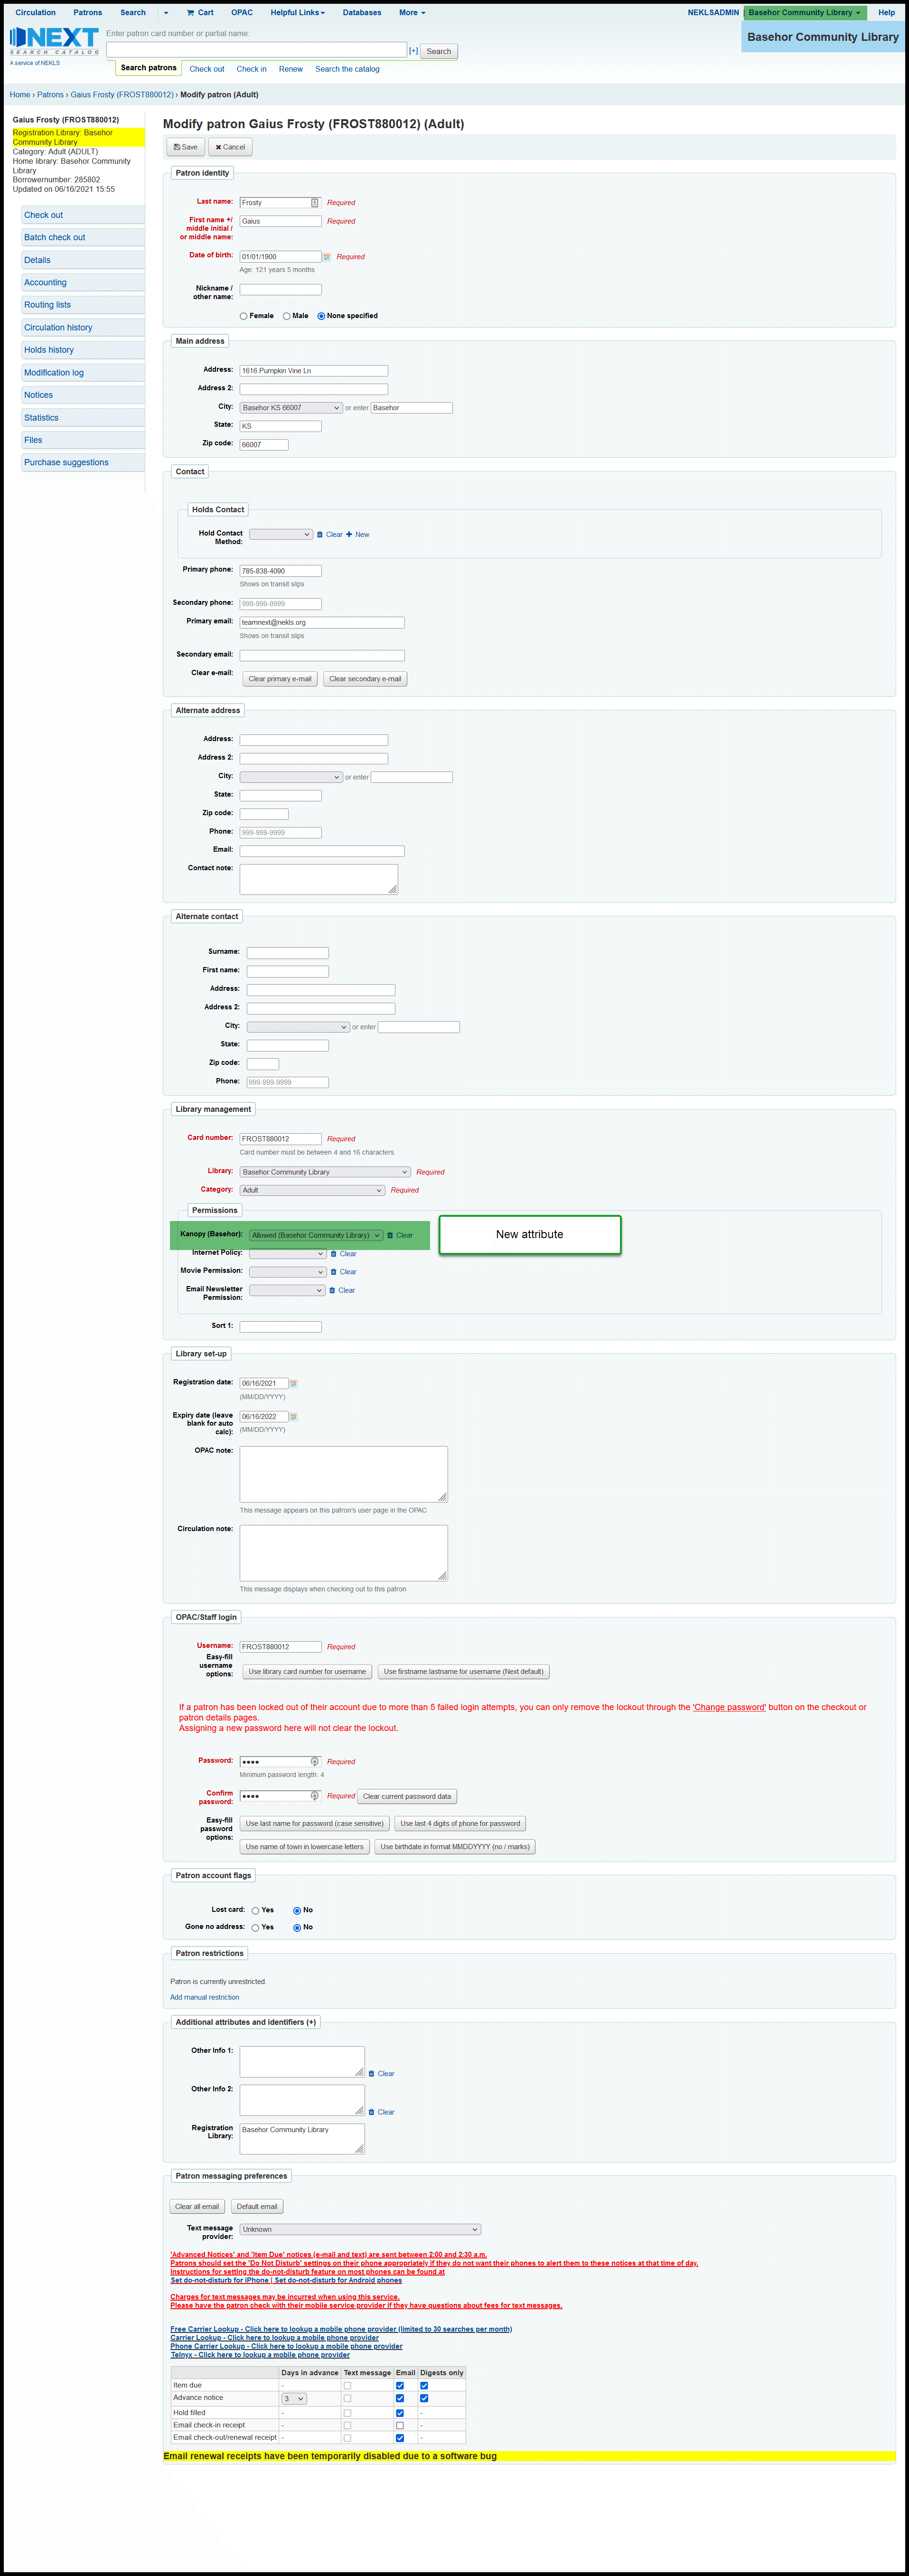 Circulation Patrons Search Cart OPAC Helpful Links Databases More NEKLSADMIN | Basehor Community Library Help
NEXT
SEARCH CATALOG
A service of NEKLS
Enter patron card number or partial name:
[+] Search
Basehor Community Library
Search patrons Check out Check in Renew Search the catalog
Home › Patrons › Gaius Frosty (FROST880012) › Modify patron (Adult)
Gaius Frosty (FROST880012)
Registration Library: Basehor
Community Library
Category: Adult (ADULT)
Home library: Basehor Community
Library
Borrowernumber: 285802
Updated on 06/16/2021 15:55
Check out
Batch check out
Details
Accounting
Routing lists
Circulation history
Holds history
Modification log
Notices
Statistics
Files
Purchase suggestions
Modify patron Gaius Frosty (FROST880012) (Adult)
Save Cancel
Patron identity
Last name: Frosty Required
First name +/
middle initial /
or middle name: Gaius Required
Date of birth: 01/01/1900 Required
Age: 121 years 5 months
Nickname /
other name:
Female Male None specified
Main address
Address: 1616 Pumpkin Vine Ln
Address 2:
City: Basehor KS 66007 or enter Basehor
State: KS
Zip code: 66007
Contact
Holds Contact
Hold Contact
Method: Clear New
Primary phone: 785-838-4090
Shows on transit slips
Secondary phone: 999-999-9999
Primary email: teamnext@nekls.org
Shows on transit slips
Secondary email:
Clear e-mail: Clear primary e-mail Clear secondary e-mail
Alternate address
Address:
Address 2:
City: or enter
State:
Zip code:
Phone: 999-999-9999
Email:
Contact note:
Alternate contact
Surname:
First name:
Address:
Address 2:
City: or enter
State:
Zip code:
Phone: 999-999-9999
Library management
Card number: FROST880012 Required
Card number must be between 4 and 16 characters.
Library: Basehor Community Library Required
Category: Adult Required
Permissions
Kanopy (Basehor): Allowed (Basehor Community Library) Clear
New attribute
Internet Policy: Clear
Movie Permission: Clear
Email Newsletter
Permission: Clear
Sort 1:
Library set-up
Registration date: 06/16/2021
(MM/DD/YYYY)
Expiry date (leave
blank for auto
calc): 06/16/2022
(MM/DD/YYYY)
OPAC note:
This message appears on this patron's user page in the OPAC
Circulation note:
This message displays when checking out to this patron
OPAC/Staff login
Username: FROST880012 Required
Easy-fill
username
options: Use library card number for username Use firstname.lastname for username (Next default)
If a patron has been locked out of their account due to more than 5 failed login attempts, you can only remove the lockout through the 'Change password' button on the checkout or
patron details pages.
Assigning a new password here will not clear the lockout.
Password: •••• Required
Minimum password length: 4
Confirm
password: •••• Required Clear current password data
Easy-fill
password
options: Use last name for password (case sensitive) Use last 4 digits of phone for password
Use name of town in lowercase letters Use birthdate in format MMDDYYYY (no / marks)
Patron account flags
Lost card: Yes No
Gone no address: Yes No
Patron restrictions
Patron is currently unrestricted.
Add manual restriction
Additional attributes and identifiers (+)
Other Info 1: Clear
Other Info 2: Clear
Registration
Library: Basehor Community Library
Patron messaging preferences
Clear all email Default email
Text message
provider: Unknown
'Advanced Notices' and 'Item Due' notices (e-mail and text) are sent between 2:00 and 2:30 a.m.
Patrons should set the 'Do Not Disturb' settings on their phone appropriately if they do not want their phones to alert them to these notices at that time of day.
Instructions for setting the do-not-disturb feature on most phones can be found at
Set do-not-disturb for iPhone | Set do-not-disturb for Android phones
Charges for text messages may be incurred when using this service.
Please have the patron check with their mobile service provider if they have questions about fees for text messages.
Free Carrier Lookup - Click here to lookup a mobile phone provider (limited to 30 searches per month)
Carrier Lookup - Click here to lookup a mobile phone provider
Phone Carrier Lookup - Click here to lookup a mobile phone provider
Telnyx - Click here to lookup a mobile phone provider
Days in advance Text message Email Digests only
Item due -
Advance notice 3
Hold filled - -
Email check-in receipt - -
Email check-out/renewal receipt - -
Email renewal receipts have been temporarily disabled due to a software bug